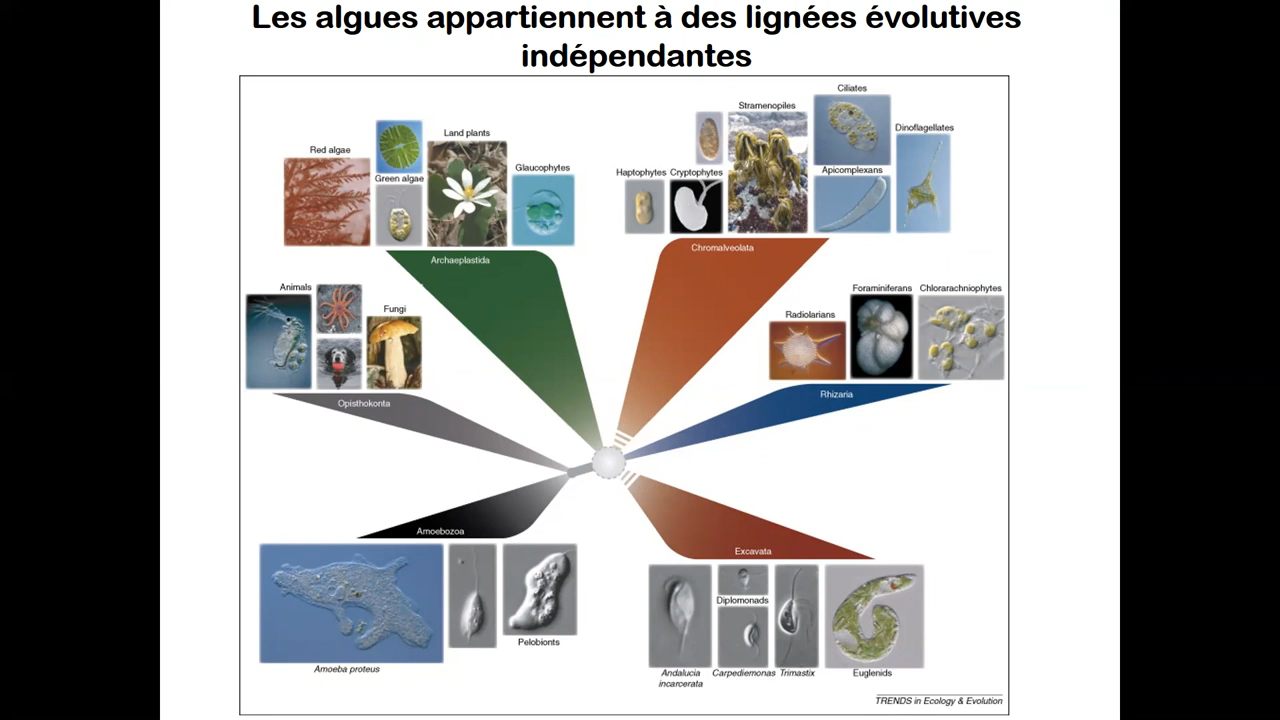 Les algues appartiennent à des lignées évolutives
indépendantes
Red algae
Green algae
Land plants
Glaucophytes
Archaeplastida
Haptophytes
Cryptophytes
Stramenopiles
Ciliates
Apicomplexans
Dinoflagellates
Chromalveolata
Animals
Fungi
Opisthokonta
Radiolarians
Foraminiferans
Chlorarachniophytes
Rhizaria
Amoebozoa
Amoeba proteus
Pelobionts
Excavata
Andalucia
incarcerata
Diplomonads
Carpediemonas
Trimastix
Euglenids
TRENDS in Ecology & Evolution